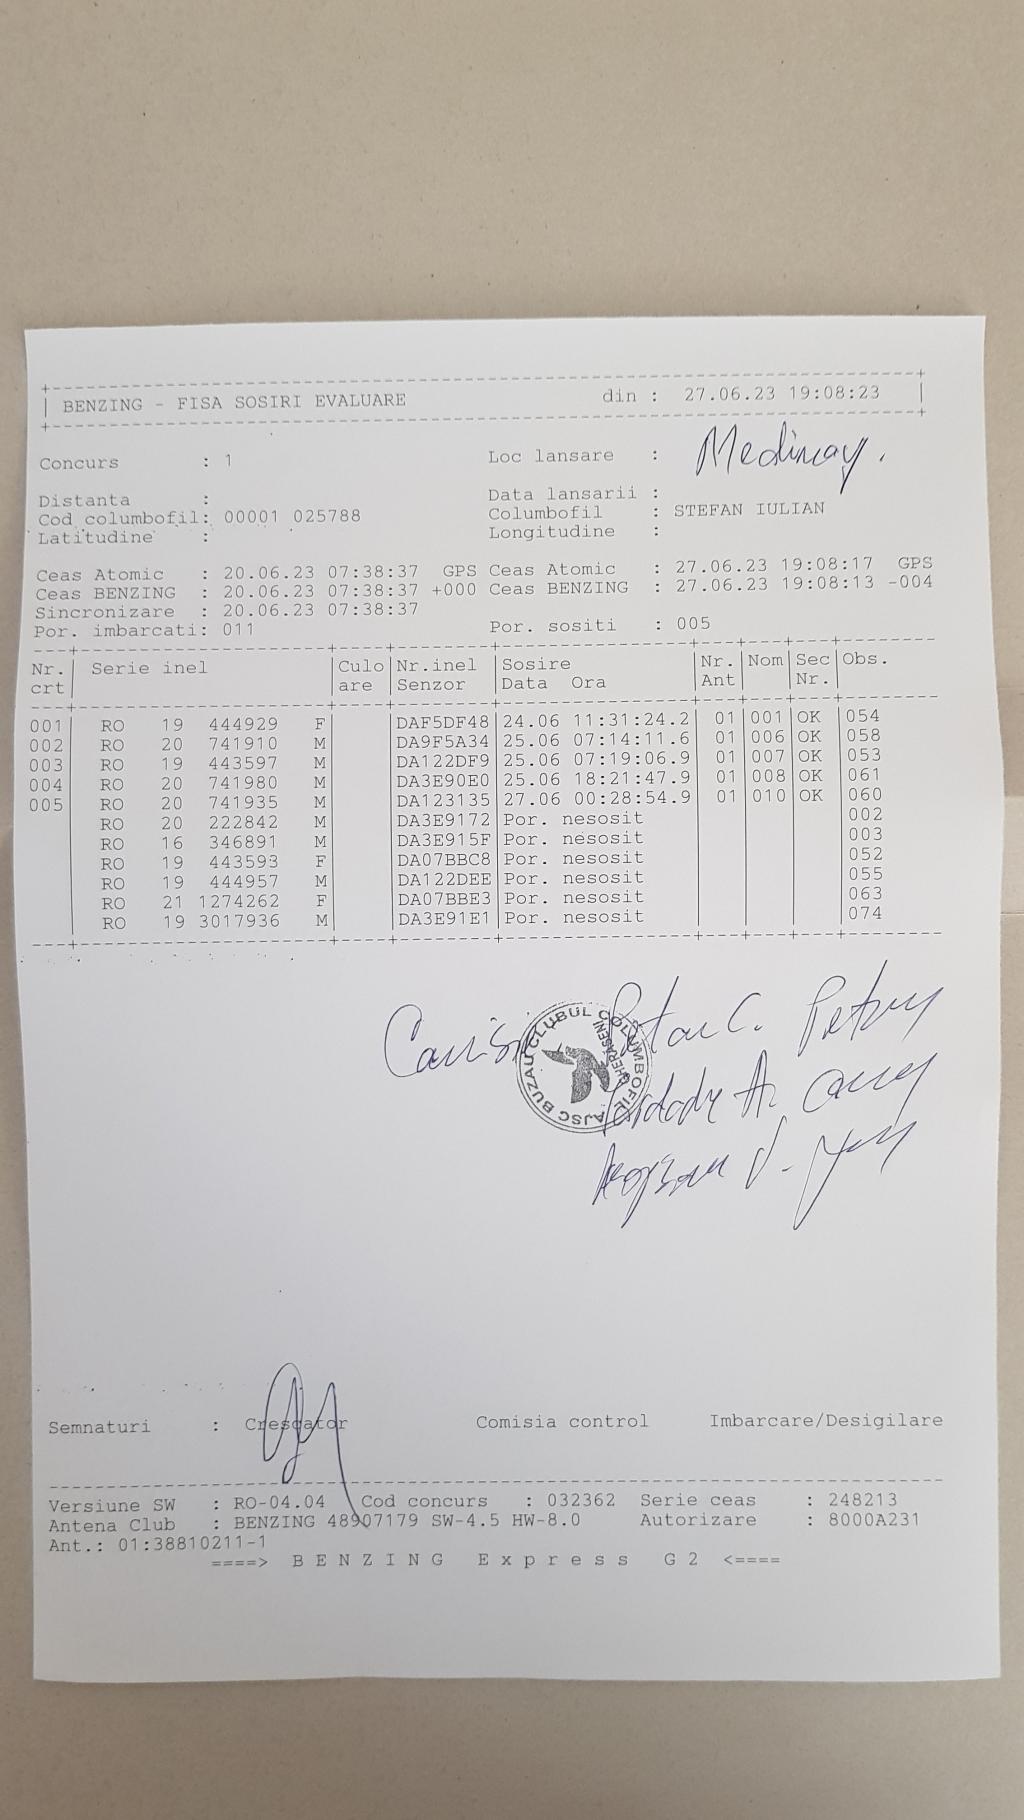 BENZING - FISA SOSIRI EVALUARE din : 27.06.23 19:08:23
Concurs : 1 Loc lansare :
Distanta : Data lansarii :
Cod columbofil: 00001 025788 Columbofil : STEFAN IULIAN
Latitudine : Longitudine :
Ceas Atomic : 20.06.23 07:38:37 GPS Ceas Atomic : 27.06.23 19:08:17 GPS
Ceas BENZING : 20.06.23 07:38:37 +000 Ceas BENZING : 27.06.23 19:08:13 -004
Sincronizare : 20.06.23 07:38:37
Por. imbarcati: 011 Por. sositi : 005
Nr. Serie inel Culo Nr.inel Sosire Nr. Nom Sec Obs.
crt are Senzor Data Ora Ant Nr.
001 RO 19 444929 F DAF5DF48 24.06 11:31:24.2 01 001 OK 054
002 RO 20 741910 M DA9F5A34 25.06 07:14:11.6 01 006 OK 058
003 RO 19 443597 M DA122DF9 25.06 07:19:06.9 01 007 OK 053
004 RO 20 741980 M DA3E90E0 25.06 18:21:47.9 01 008 OK 061
005 RO 20 741935 M DA123135 27.06 00:28:54.9 01 010 OK 060
RO 20 222842 M DA3E9172 Por. nesosit 002
RO 16 346891 M DA3E915F Por. nesosit 003
RO 19 443593 F DA07BBC8 Por. nesosit 052
RO 19 444957 M DA122DEE Por. nesosit 055
RO 21 1274262 F DA07BBE3 Por. nesosit 063
RO 19 3017936 M DA3E91E1 Por. nesosit 074
AJSC BUZAU CLUBUL COLUMBOFIL
Semnaturi : Crescator Comisia control Imbarcare/Desigilare
Versiune SW : RO-04.04 Cod concurs : 032362 Serie ceas : 248213
Antena Club : BENZING 48907179 SW-4.5 HW-8.0 Autorizare : 8000A231
Ant.: 01:38810211-1
====> B E N Z I N G E x p r e s s G 2 <====